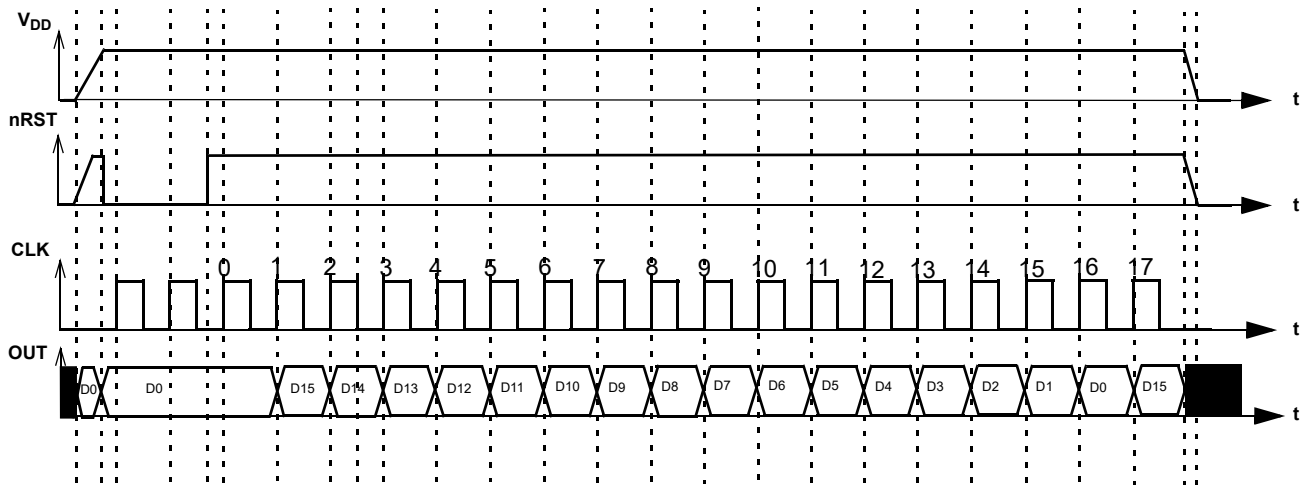 VDD
t
nRST
t
CLK
0 1 2 3 4 5 6 7 8 9 10 11 12 13 14 15 16 17
t
OUT
D0 D0 D15 D14 D13 D12 D11 D10 D9 D8 D7 D6 D5 D4 D3 D2 D1 D0 D15
t